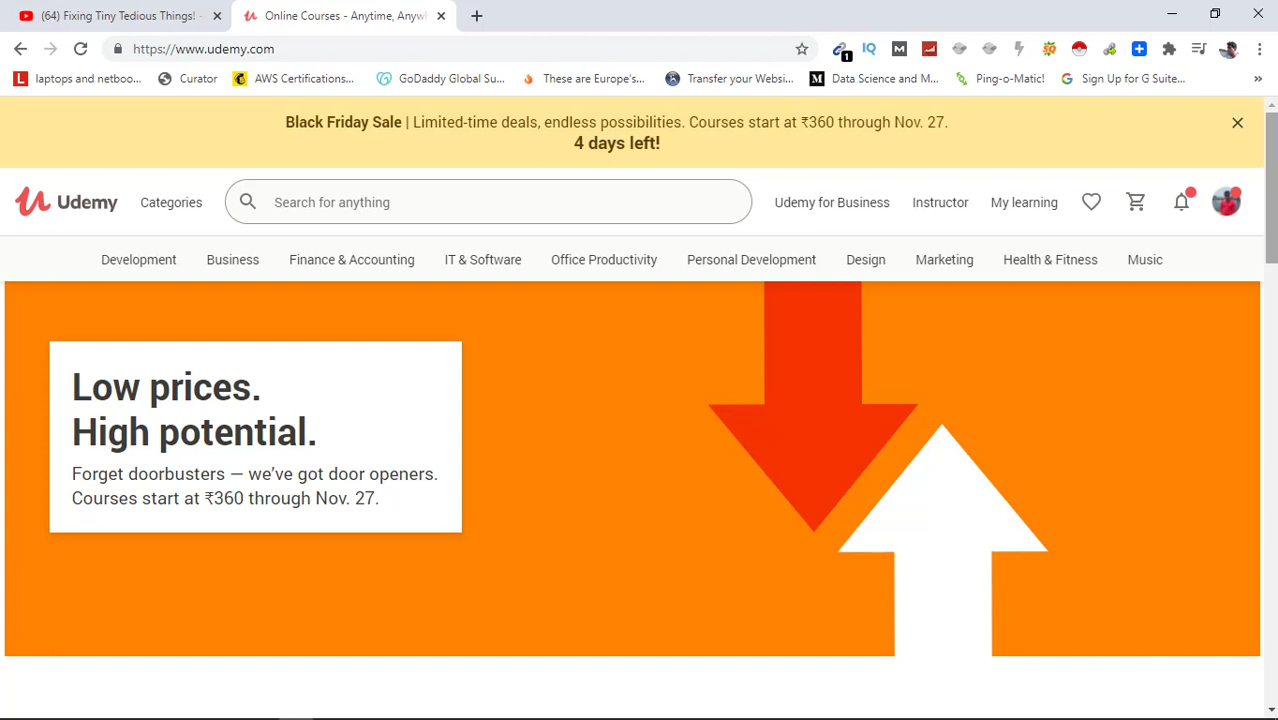 (64) Fixing Tiny Tedious Things! -
Online Courses - Anytime, Anywh
https://www.udemy.com
1
laptops and netboo...
Curator
AWS Certifications...
GoDaddy Global Su...
These are Europe's...
Transfer your Websi...
Data Science and M...
Ping-o-Matic!
Sign Up for G Suite...
Black Friday Sale | Limited-time deals, endless possibilities. Courses start at ₹360 through Nov. 27.
4 days left!
Udemy
Categories
Search for anything
Udemy for Business
Instructor
My learning
Development
Business
Finance & Accounting
IT & Software
Office Productivity
Personal Development
Design
Marketing
Health & Fitness
Music
Low prices.
High potential.
Forget doorbusters — we've got door openers.
Courses start at ₹360 through Nov. 27.